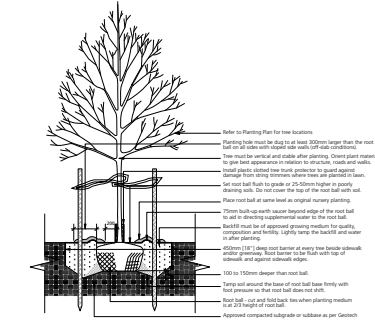 Refer to Planting Plan for tree locations
Planting hole must be dug to at least 300mm larger than the root
ball on all sides with sloped side walls (off-slab conditions).
Tree must be vertical and stable after planting. Orient plant material
to give best appearance in relation to structure, roads and walks.
Install plastic slotted tree trunk protector to guard against
damage from string trimmers where trees are planted in lawn.
Set root ball flush to grade or 25-50mm higher in poorly
draining soils. Do not cover the top of the root ball with soil.
Place root ball at same level as original nursery planting.
75mm built-up earth saucer beyond edge of the root ball
to aid in directing supplemental water to the root ball.
Backfill must be of approved growing medium for quality,
composition and fertility. Lightly tamp the backfill and water
in after planting.
450mm [18"] deep root barrier at every tree beside sidewalk
and/or greenway. Root barrier to be flush with top of
sidewalk and against sidewalk edges.
100 to 150mm deeper than root ball.
Tamp soil around the base of root ball base firmly with
foot pressure so that root ball does not shift.
Root ball - cut and fold back ties when planting medium
is at 2/3 height of root ball.
Approved compacted subgrade or subbase as per Geotech